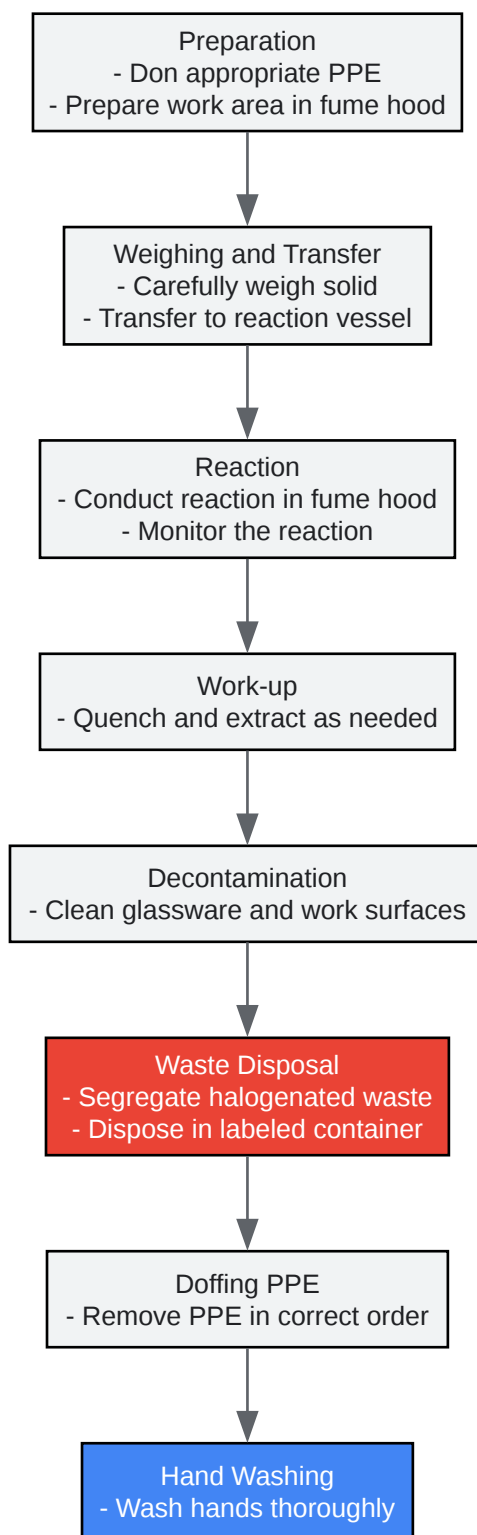 Preparation
- Don appropriate PPE
- Prepare work area in fume hood
Weighing and Transfer
- Carefully weigh solid
- Transfer to reaction vessel
Reaction
- Conduct reaction in fume hood
- Monitor the reaction
Work-up
- Quench and extract as needed
Decontamination
- Clean glassware and work surfaces
Waste Disposal
- Segregate halogenated waste
- Dispose in labeled container
Doffing PPE
- Remove PPE in correct order
Hand Washing
- Wash hands thoroughly